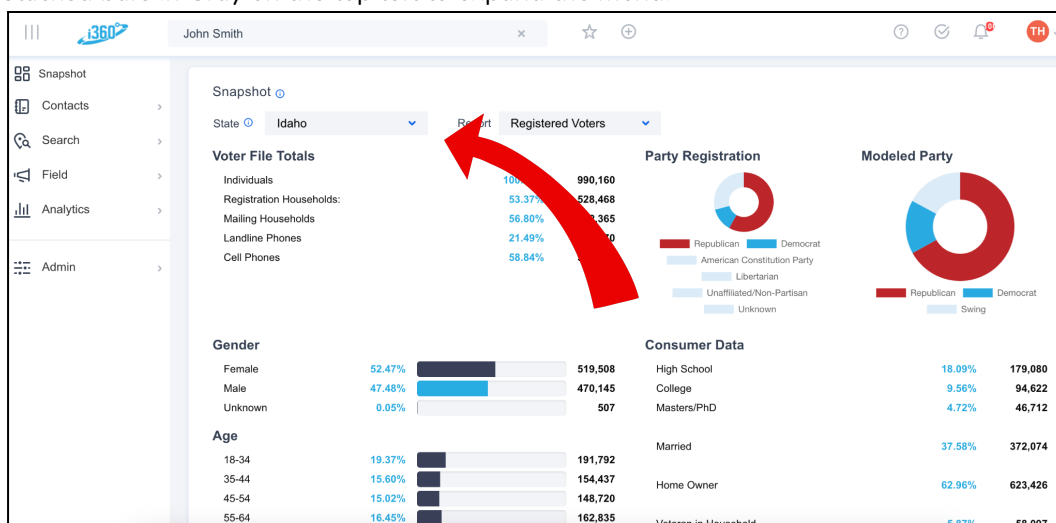 i360
John Smith ×
?
0
TH
Snapshot
Contacts
Search
Field
Analytics
Admin
Snapshot
State Idaho
Registered Voters
Voter File Totals
Individuals 990,160
Registration Households: 53.37% 528,468
Mailing Households 56.80%
Landline Phones 21.49%
Cell Phones 58.84%
Party Registration
Republican Democrat
American Constitution Party
Libertarian
Unaffiliated/Non-Partisan
Unknown
Modeled Party
Republican Democrat
Swing
Gender
Female 52.47% 519,508
Male 47.48% 470,145
Unknown 0.05% 507
Age
18-34 19.37% 191,792
35-44 15.60% 154,437
45-54 15.02% 148,720
55-64 16.45% 162,835
Consumer Data
High School 18.09% 179,080
College 9.56% 94,622
Masters/PhD 4.72% 46,712
Married 37.58% 372,074
Home Owner 62.96% 623,426